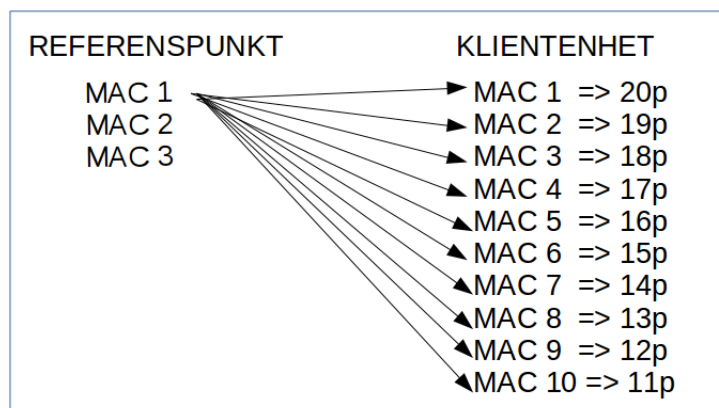 REFERENSPUNKT
MAC 1
MAC 2
MAC 3
KLIENTENHET
MAC 1 => 20p
MAC 2 => 19p
MAC 3 => 18p
MAC 4 => 17p
MAC 5 => 16p
MAC 6 => 15p
MAC 7 => 14p
MAC 8 => 13p
MAC 9 => 12p
MAC 10 => 11p